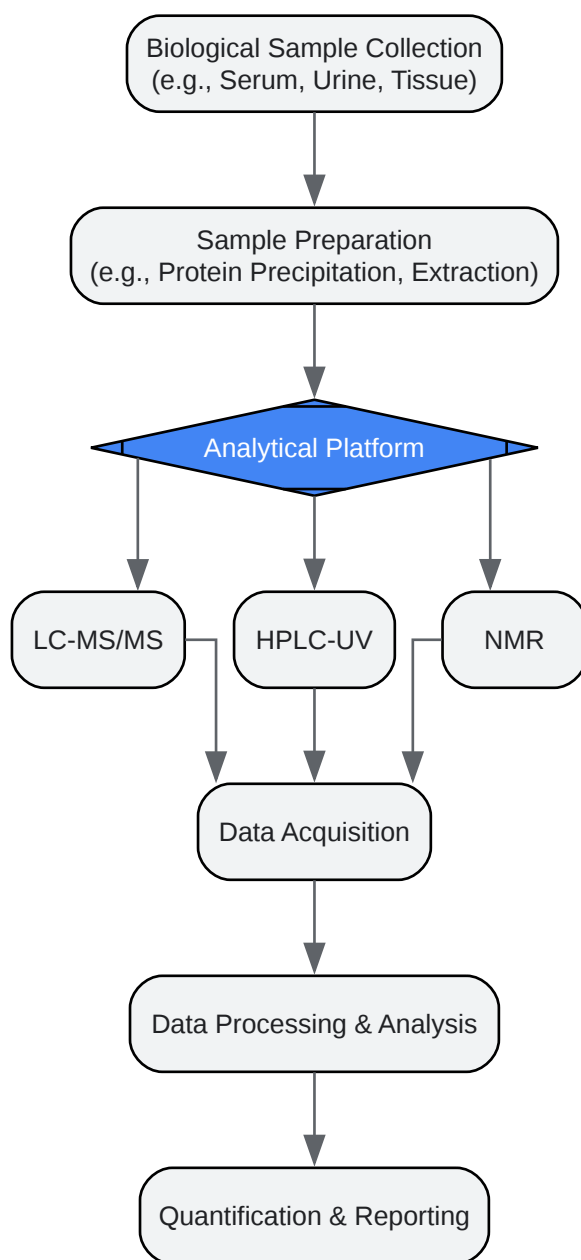 Biological Sample Collection
(e.g., Serum, Urine, Tissue)
Sample Preparation
(e.g., Protein Precipitation, Extraction)
Analytical Platform
LC-MS/MS
HPLC-UV
NMR
Data Acquisition
Data Processing & Analysis
Quantification & Reporting